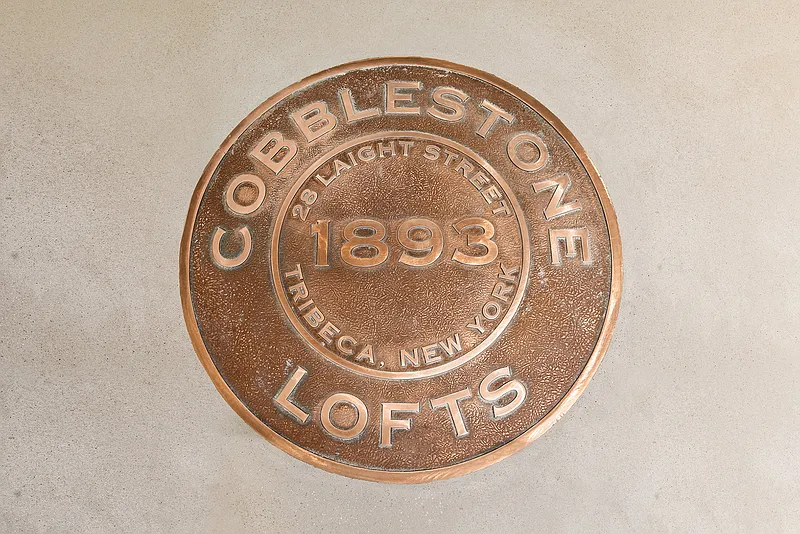 COBBLESTONE
28 LAIGHT STREET
1893
TRIBECA, NEW YORK
LOFTS